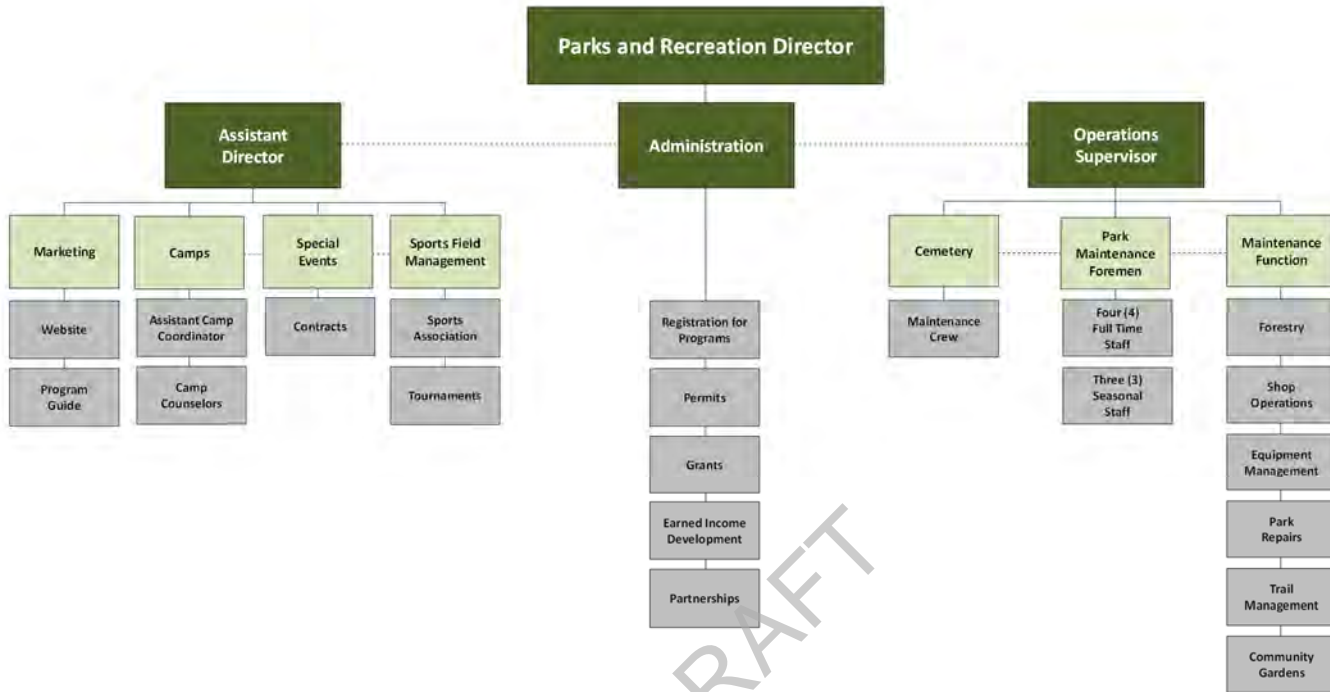 Parks and Recreation Director
Assistant
Director
Administration
Operations
Supervisor
Marketing
Camps
Special
Events
Sports Field
Management
Cemetery
Park
Maintenance
Foremen
Maintenance
Function
Website
Assistant Camp
Coordinator
Contracts
Sports
Association
Registration for
Programs
Maintenance
Crew
Four (4)
Full Time
Staff
Forestry
Program
Guide
Camp
Counselors
Tournaments
Permits
Three (3)
Seasonal
Staff
Shop
Operations
Grants
Equipment
Management
Earned Income
Development
Park
Repairs
Partnerships
Trail
Management
Community
Gardens
RAFT